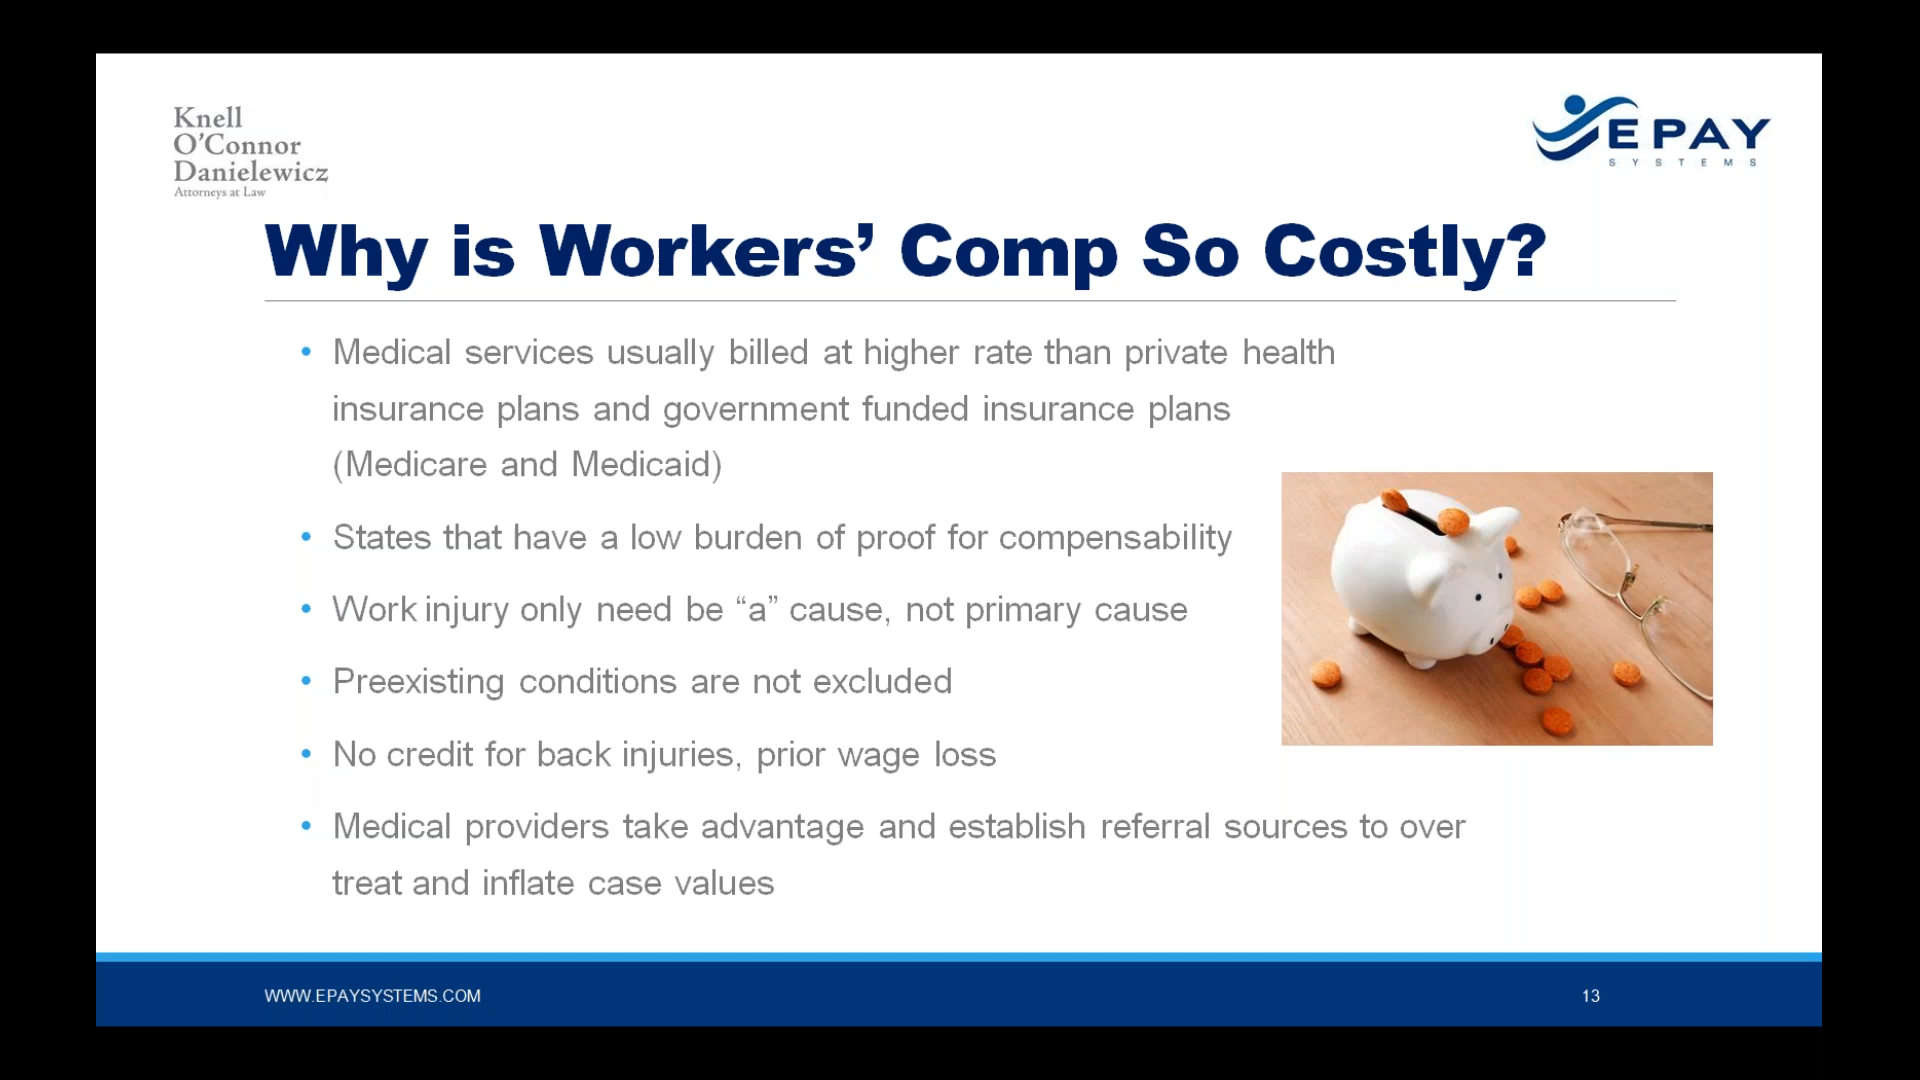 Knell
O’Connor
Danielewicz
Attorneys at Law
EPAY
SYSTEMS
Why is Workers’ Comp So Costly?
• Medical services usually billed at higher rate than private health
insurance plans and government funded insurance plans
(Medicare and Medicaid)
• States that have a low burden of proof for compensability
• Work injury only need be “a” cause, not primary cause
• Preexisting conditions are not excluded
• No credit for back injuries, prior wage loss
• Medical providers take advantage and establish referral sources to over
treat and inflate case values
WWW.EPAYSYSTEMS.COM
13